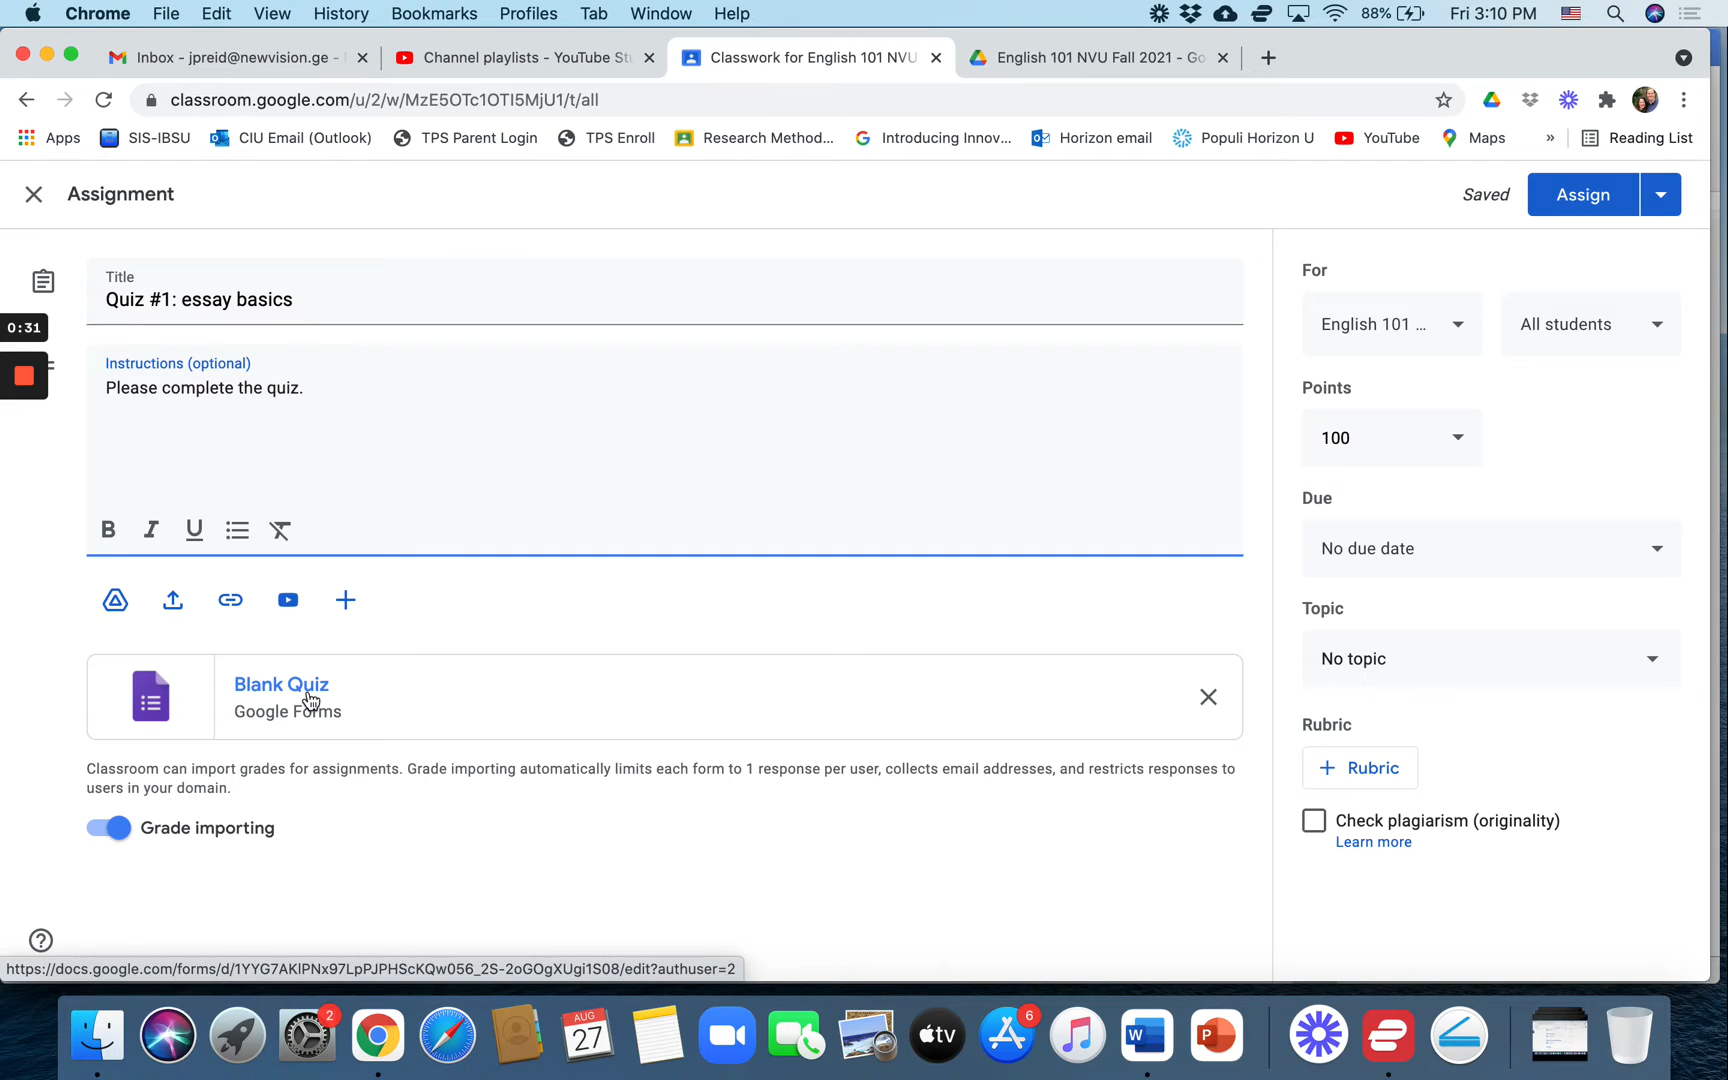 Chrome File Edit View History Bookmarks Profiles Tab Window Help 88% Fri 3:10 PM
Inbox - jpreid@newvision.ge - Channel playlists - YouTube Stu Classwork for English 101 NVU English 101 NVU Fall 2021 - Go
classroom.google.com/u/2/w/MzE5OTc1OTI5MjU1/t/all
Apps SIS-IBSU CIU Email (Outlook) TPS Parent Login TPS Enroll Research Method... Introducing Innov... Horizon email Populi Horizon U YouTube Maps » Reading List
Assignment Saved Assign
Title
Quiz #1: essay basics
0:31
Instructions (optional)
Please complete the quiz.
B I U
Blank Quiz
Google Forms
Classroom can import grades for assignments. Grade importing automatically limits each form to 1 response per user, collects email addresses, and restricts responses to
users in your domain.
Grade importing
For
English 101 ... All students
Points
100
Due
No due date
Topic
No topic
Rubric
+ Rubric
Check plagiarism (originality)
Learn more
https://docs.google.com/forms/d/1YYG7AKlPNx97LpPJPHScKQw056_2S-2oGOgXUgi1S08/edit?authuser=2
2
AUG
27
tv
6
W
P